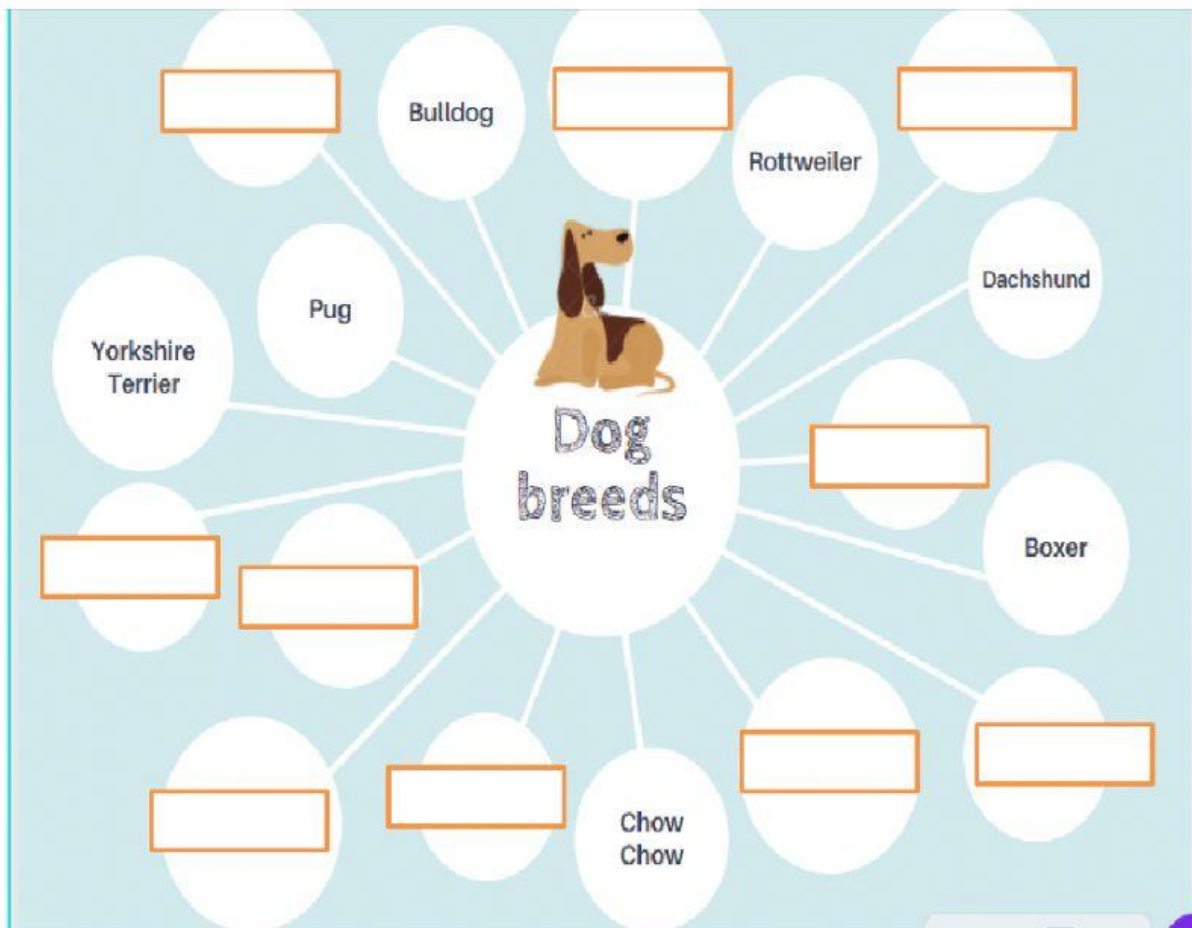 Bulldog
Rottweiler
Dachshund
Pug
Yorkshire
Terrier
Dog
breeds
Boxer
Chow
Chow